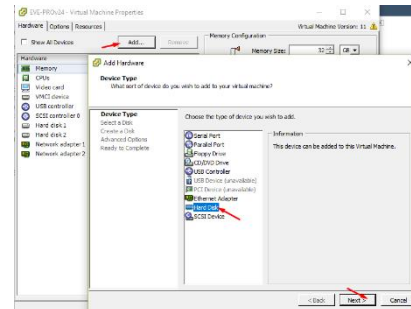 EVE-PROV24 - Virtual Machine Properties
Hardware Options Resources
Virtual Machine Version: 11
Show All Devices
Add...
Remove
Memory Configuration
Memory Size: 32 GB
Hardware
Memory
CPUs
Video card
VMCI device
USB controller
SCSI controller 0
Hard disk 1
Hard disk 2
Network adapter 1
Network adapter 2
Add Hardware
Device Type
What sort of device do you wish to add to your virtual machine?
Device Type
Select a Disk
Create a Disk
Advanced Options
Ready to Complete
Choose the type of device you wish to add.
Serial Port
Parallel Port
Floppy Drive
CD/DVD Drive
USB Controller
USB Device (unavailable)
PCI Device (unavailable)
Ethernet Adapter
Hard Disk
SCSI Device
Information
This device can be added to this Virtual Machine.
< Back
Next >
Cancel